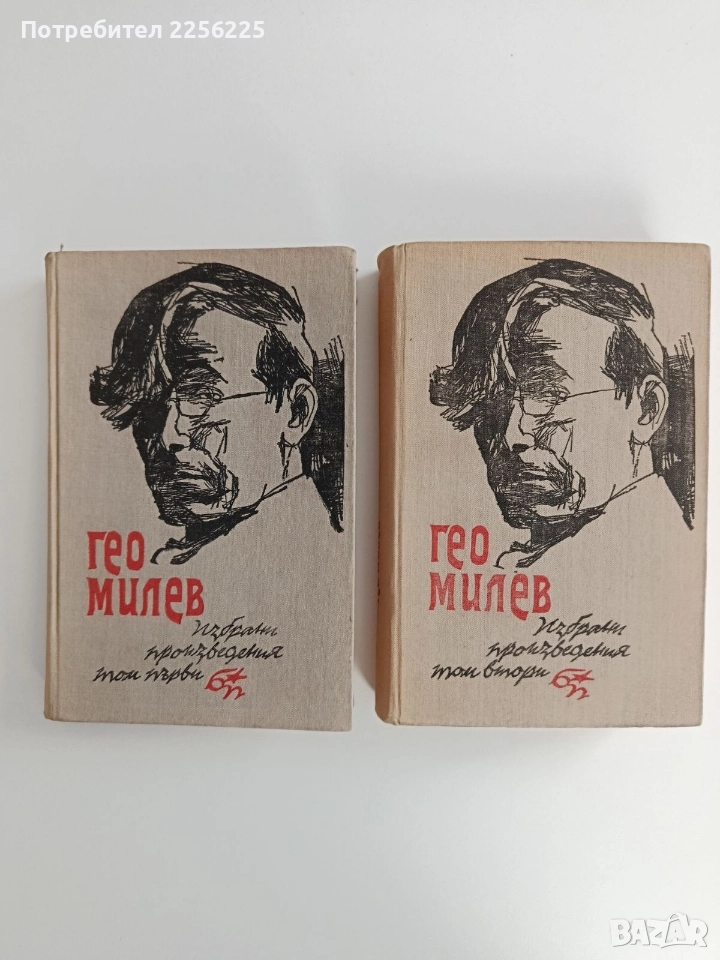 Потребител 2256225
ГЕО
МИЛЕВ
Избрани
произведения
том първи БП
ГЕО
МИЛЕВ
Избрани
произведения
том втори БП
BAZAR